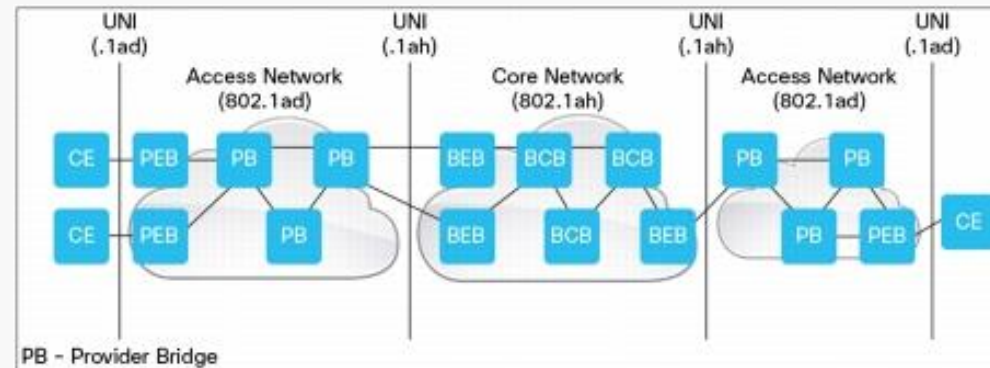 UNI UNI UNI UNI
(.1ad) (.1ah) (.1ah) (.1ad)
Access Network Core Network Access Network
(802.1ad) (802.1ah) (802.1ad)
CE PEB PB PB BEB BCB BCB PB PB
CE PEB PB BEB BCB BEB PB PEB CE
PB - Provider Bridge